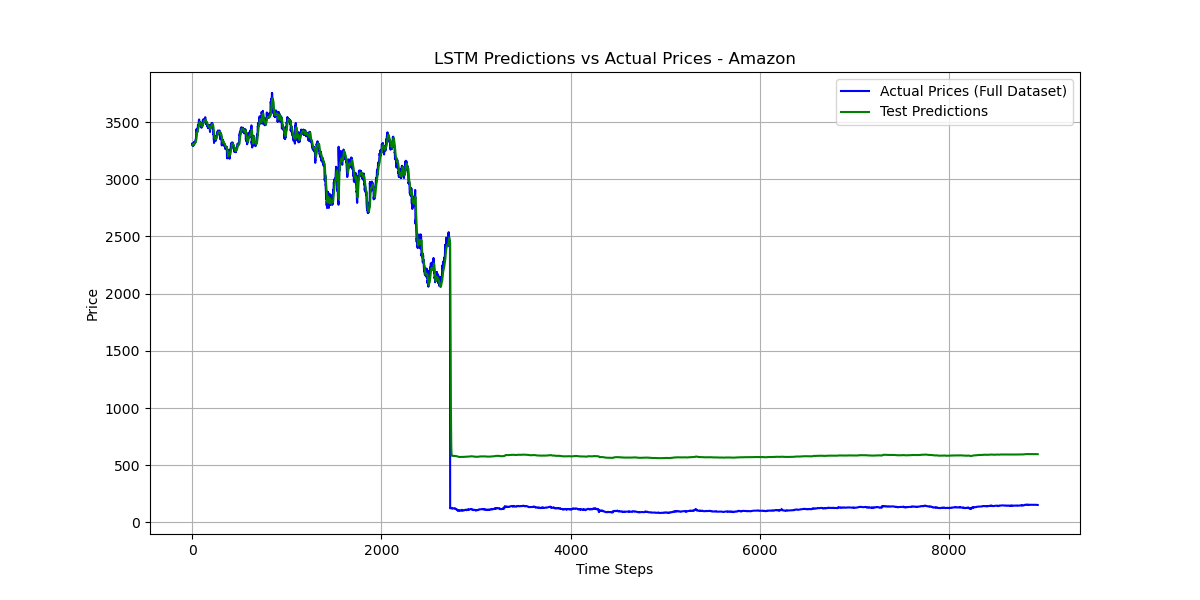 LSTM Predictions vs Actual Prices - Amazon
Actual Prices (Full Dataset)
Test Predictions
3500
3000
2500
2000
1500
1000
500
0
Price
0
2000
4000
6000
8000
Time Steps